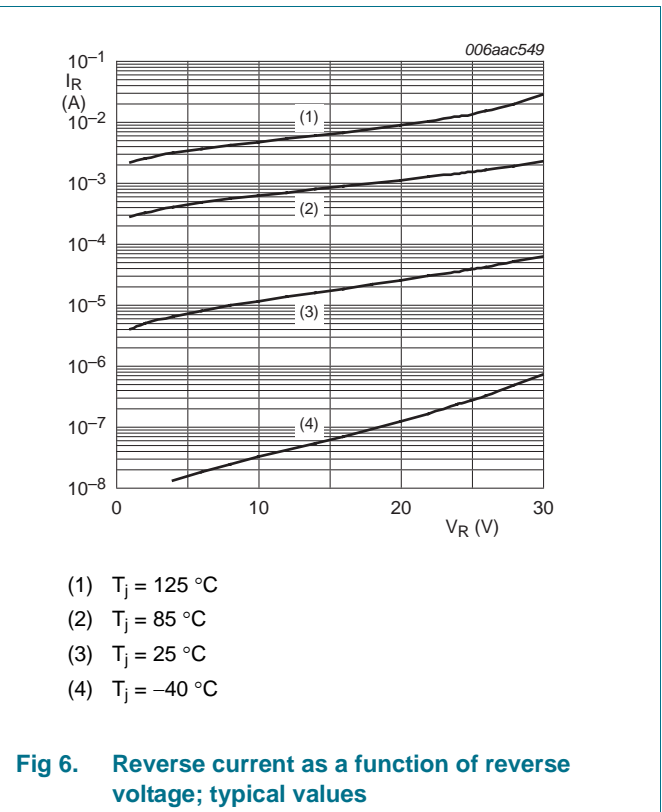 006aac549
10–1
IR
(A)
10–2
10–3
10–4
10–5
10–6
10–7
10–8
(1)
(2)
(3)
(4)
0 10 20 30
VR (V)
(1) Tj = 125 °C
(2) Tj = 85 °C
(3) Tj = 25 °C
(4) Tj = −40 °C
Fig 6. Reverse current as a function of reverse
voltage; typical values